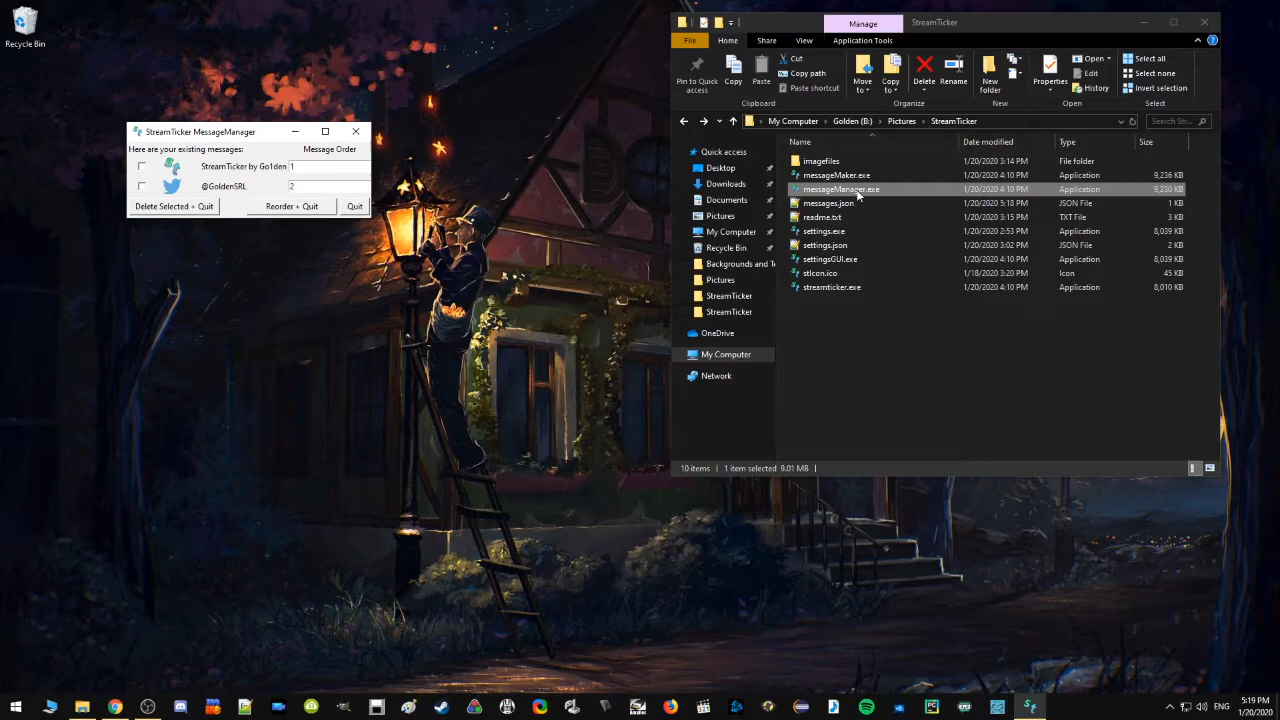 Recycle Bin
StreamTicker MessageManager
Here are your existing messages:
Message Order
StreamTicker by Go1den
1
@GoldenSRL
2
Delete Selected + Quit
Reorder + Quit
Quit
Manage
StreamTicker
File
Home
Share
View
Application Tools
Pin to Quick access
Copy
Paste
Cut
Copy path
Paste shortcut
Move to
Copy to
Delete
Rename
New folder
Properties
Open
Edit
History
Select all
Select none
Invert selection
Clipboard
Organize
New
Open
Select
My Computer > Golden (B:) > Pictures > StreamTicker
Search Str...
Name Date modified Type Size
Quick access
Desktop
Downloads
Documents
Pictures
My Computer
Recycle Bin
Backgrounds and T
Pictures
StreamTicker
StreamTicker
OneDrive
My Computer
Network
imagefiles 1/20/2020 3:14 PM File folder
messageMaker.exe 1/20/2020 4:10 PM Application 9,236 KB
messageManager.exe 1/20/2020 4:10 PM Application 9,230 KB
messages.json 1/20/2020 5:18 PM JSON File 1 KB
readme.txt 1/20/2020 3:15 PM TXT File 3 KB
settings.exe 1/20/2020 2:53 PM Application 8,039 KB
settings.json 1/20/2020 3:02 PM JSON File 2 KB
settingsGUI.exe 1/20/2020 4:10 PM Application 8,039 KB
stIcon.ico 1/18/2020 3:20 PM Icon 45 KB
streamticker.exe 1/20/2020 4:10 PM Application 8,010 KB
10 items 1 item selected 9.01 MB
ENG
5:19 PM
1/20/2020